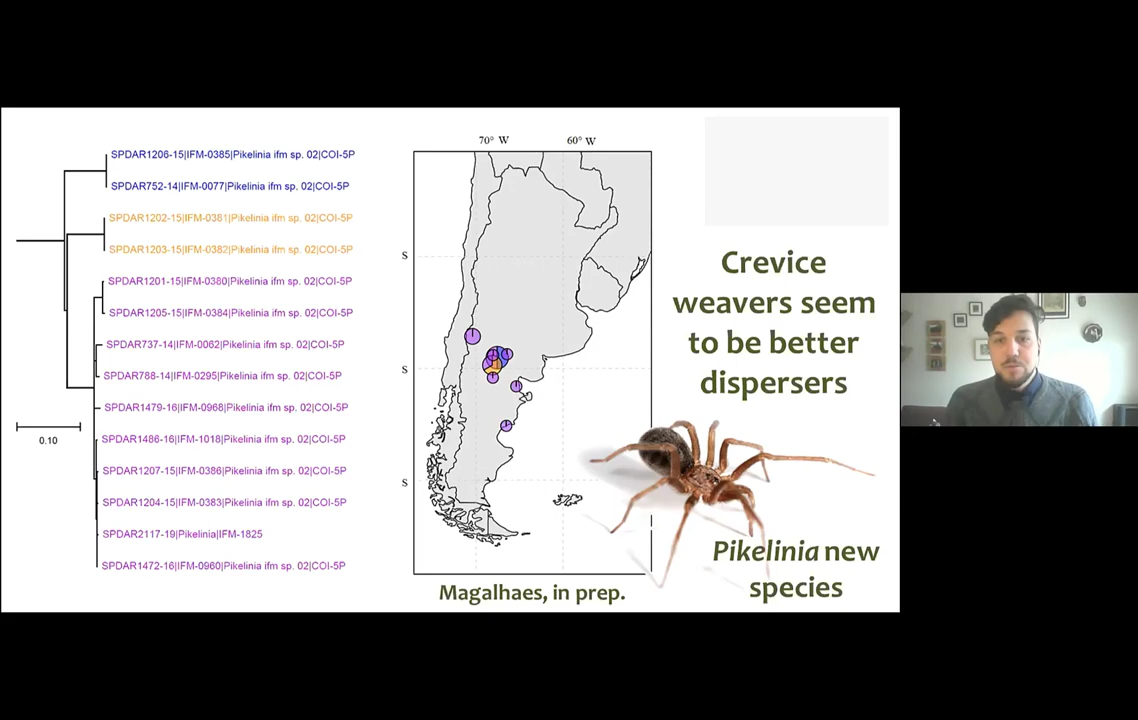 SPDAR1206-15|IFM-0385|Pikelinia ifm sp. 02|COI-5P
SPDAR752-14|IFM-0077|Pikelinia ifm sp. 02|COI-5P
SPDAR1202-15|IFM-0381|Pikelinia ifm sp. 02|COI-5P
SPDAR1203-15|IFM-0382|Pikelinia ifm sp. 02|COI-5P
SPDAR1201-15|IFM-0380|Pikelinia ifm sp. 02|COI-5P
SPDAR1205-15|IFM-0384|Pikelinia ifm sp. 02|COI-5P
SPDAR737-14|IFM-0062|Pikelinia ifm sp. 02|COI-5P
SPDAR788-14|IFM-0295|Pikelinia ifm sp. 02|COI-5P
SPDAR1479-16|IFM-0968|Pikelinia ifm sp. 02|COI-5P
SPDAR1486-16|IFM-1018|Pikelinia ifm sp. 02|COI-5P
SPDAR1207-15|IFM-0386|Pikelinia ifm sp. 02|COI-5P
SPDAR1204-15|IFM-0383|Pikelinia ifm sp. 02|COI-5P
SPDAR2117-19|Pikelinia|IFM-1825
SPDAR1472-16|IFM-0960|Pikelinia ifm sp. 02|COI-5P
0.10
70° W 60° W
S
S
S
Magalhaes, in prep.
Crevice
weavers seem
to be better
dispersers
Pikelinia new
species